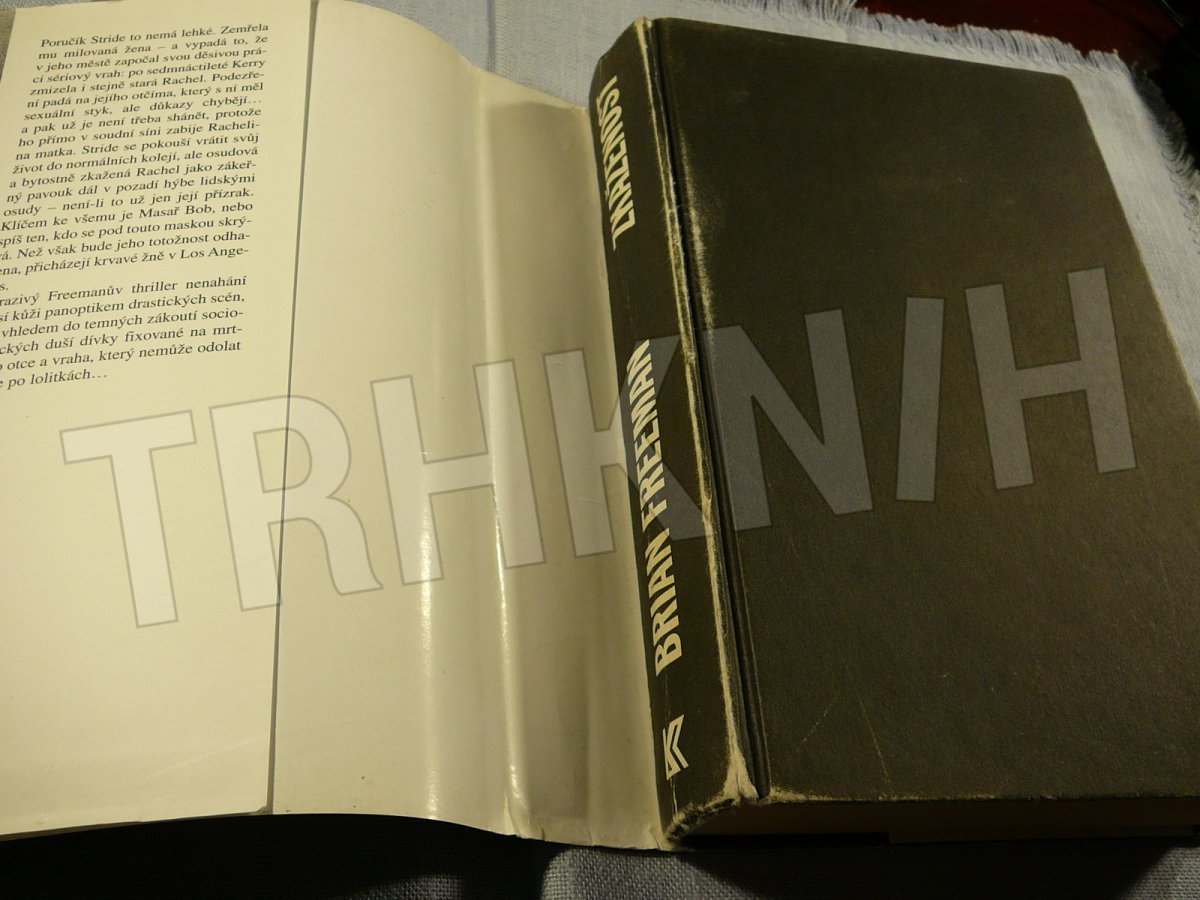 Poručík Stride to nemá lehké. Zemřela
mu milovaná žena – a vypadá to, že
v jeho městě započal svou děsivou prá-
ci sériový vrah: po sedmnáctileté Kerry
zmizela i stejně stará Rachel. Podezře-
ní padá na jejího otčíma, který s ní měl
sexuální styk, ale důkazy chybějí…
a pak už je není třeba shánět, protože
ho přímo v soudní síni zabije Racheli-
na matka. Stride se pokouší vrátit svůj
život do normálních kolejí, ale osudová
a bytostně zkažená Rachel jako zákeř-
ný pavouk dál v pozadí hýbe lidskými
osudy – není-li to už jen její přízrak.
Klíčem ke všemu je Masař Bob, nebo
spíš ten, kdo se pod touto maskou skrý-
vá. Než však bude jeho totožnost odha-
ena, přicházejí krvavé žně v Los Ange-
s.
razivý Freemanův thriller nenahání
sí kůži panoptikem drastických scén,
vhledem do temných zákoutí socio-
ckých duší dívky fixované na mrt-
o otce a vraha, který nemůže odolat
e po lolitkách…
BRIAN FREEMAN ZKAŽENOST
TRHKNIH